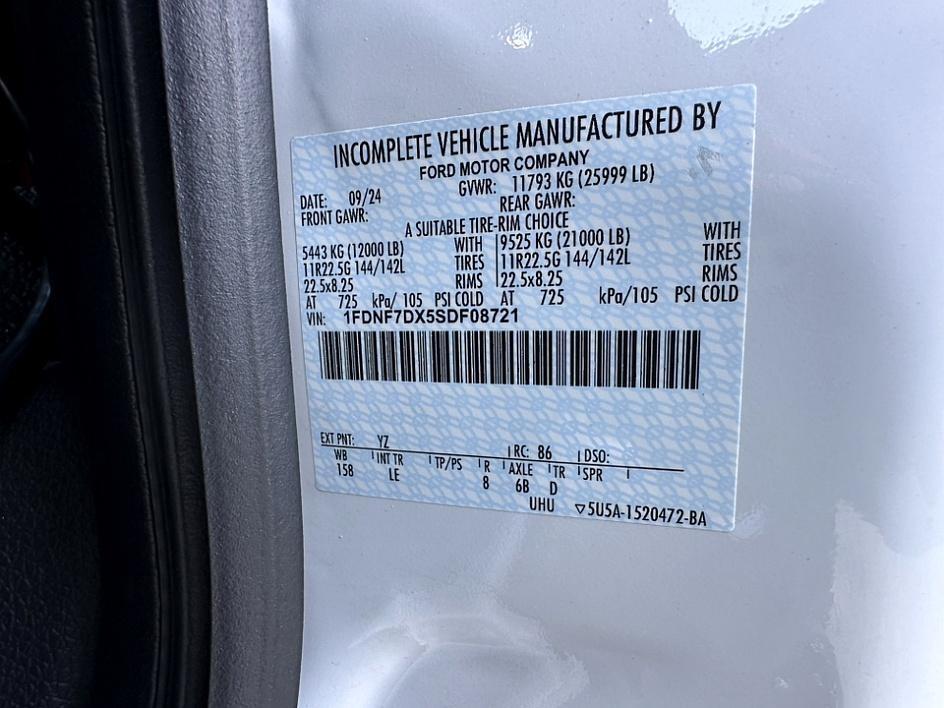 INCOMPLETE VEHICLE MANUFACTURED BY
FORD MOTOR COMPANY
DATE: 09/24 GVWR: 11793 KG (25999 LB)
FRONT GAWR: REAR GAWR:
A SUITABLE TIRE-RIM CHOICE
5443 KG (12000 LB) WITH 9525 KG (21000 LB) WITH
11R22.5G 144/142L TIRES 11R22.5G 144/142L TIRES
22.5x8.25 RIMS 22.5x8.25 RIMS
AT 725 kPa/ 105 PSI COLD AT 725 kPa/105 PSI COLD
VIN: 1FDNF7DX5SDF08721
EXT PNT: YZ RC: 86 DSO:
WB INT TR TP/PS R AXLE TR SPR
158 LE 8 6B D
UHU ▽5U5A-1520472-BA